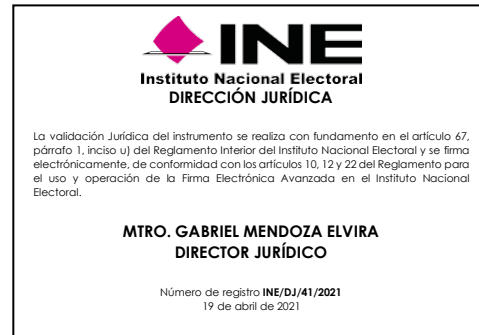 INE
Instituto Nacional Electoral
DIRECCIÓN JURÍDICA
La validación Jurídica del instrumento se realiza con fundamento en el artículo 67,
párrafo 1, inciso u) del Reglamento Interior del Instituto Nacional Electoral y se firma
electrónicamente, de conformidad con los artículos 10, 12 y 22 del Reglamento para
el uso y operación de la Firma Electrónica Avanzada en el Instituto Nacional
Electoral.
MTRO. GABRIEL MENDOZA ELVIRA
DIRECTOR JURÍDICO
Número de registro INE/DJ/41/2021
19 de abril de 2021